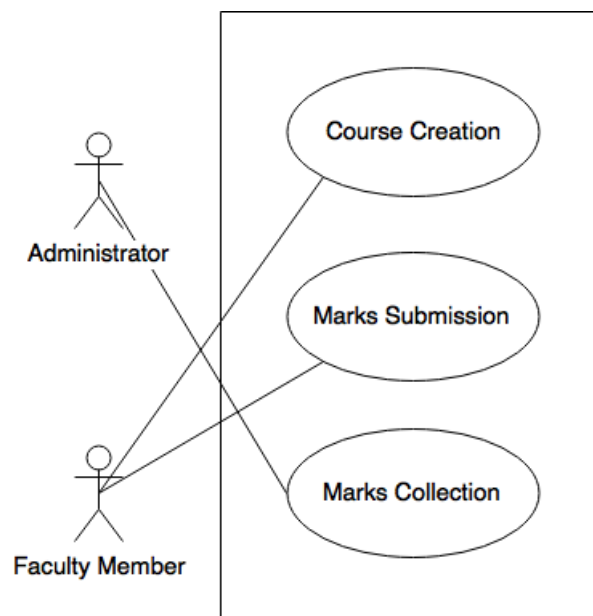 Course Creation
Administrator
Marks Submission
Marks Collection
Faculty Member